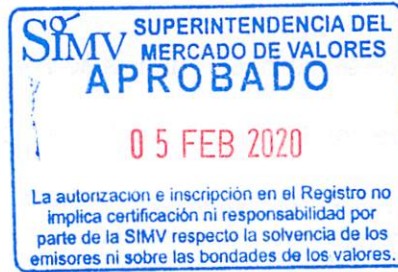 SIMV SUPERINTENDENCIA DEL
MERCADO DE VALORES
APROBADO
05 FEB 2020
La autorizacion e inscripción en el Registro no
implica certificación ni responsabilidad por
parte de la SIMV respecto la solvencia de los
emisores ni sobre las bondades de los valores.